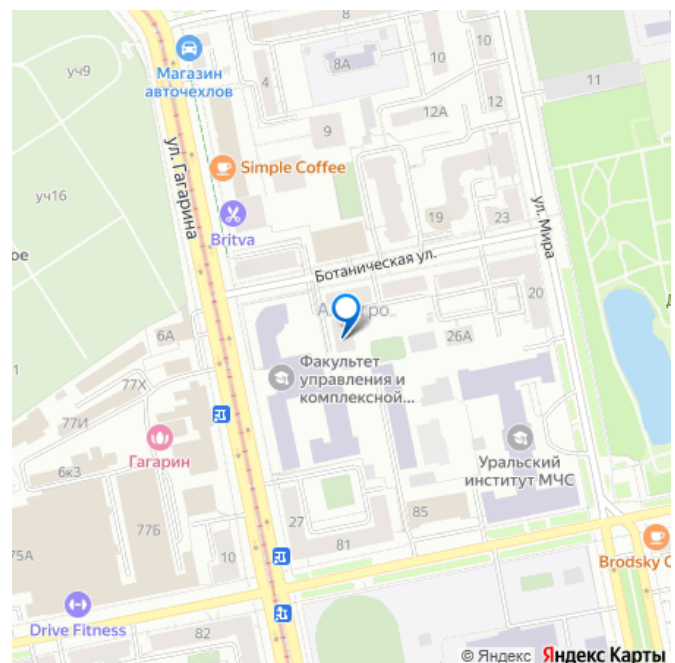 8
уч9
Магазин
авточехлов
4
8А
10
10
11
12А
12
9
ул. Гагарина
Simple Coffee
уч16
Britva
19
23
ул. Мира
ое
Ботаническая ул.
20
6А
26А
77Х
Факультет
управления и
комплексной...
77И
Гагарин
Уральский
институт МЧС
6к3
77Б
27
85
75А
10
81
Brodsky C
Drive Fitness
82
© Яндекс Яндекс Карты